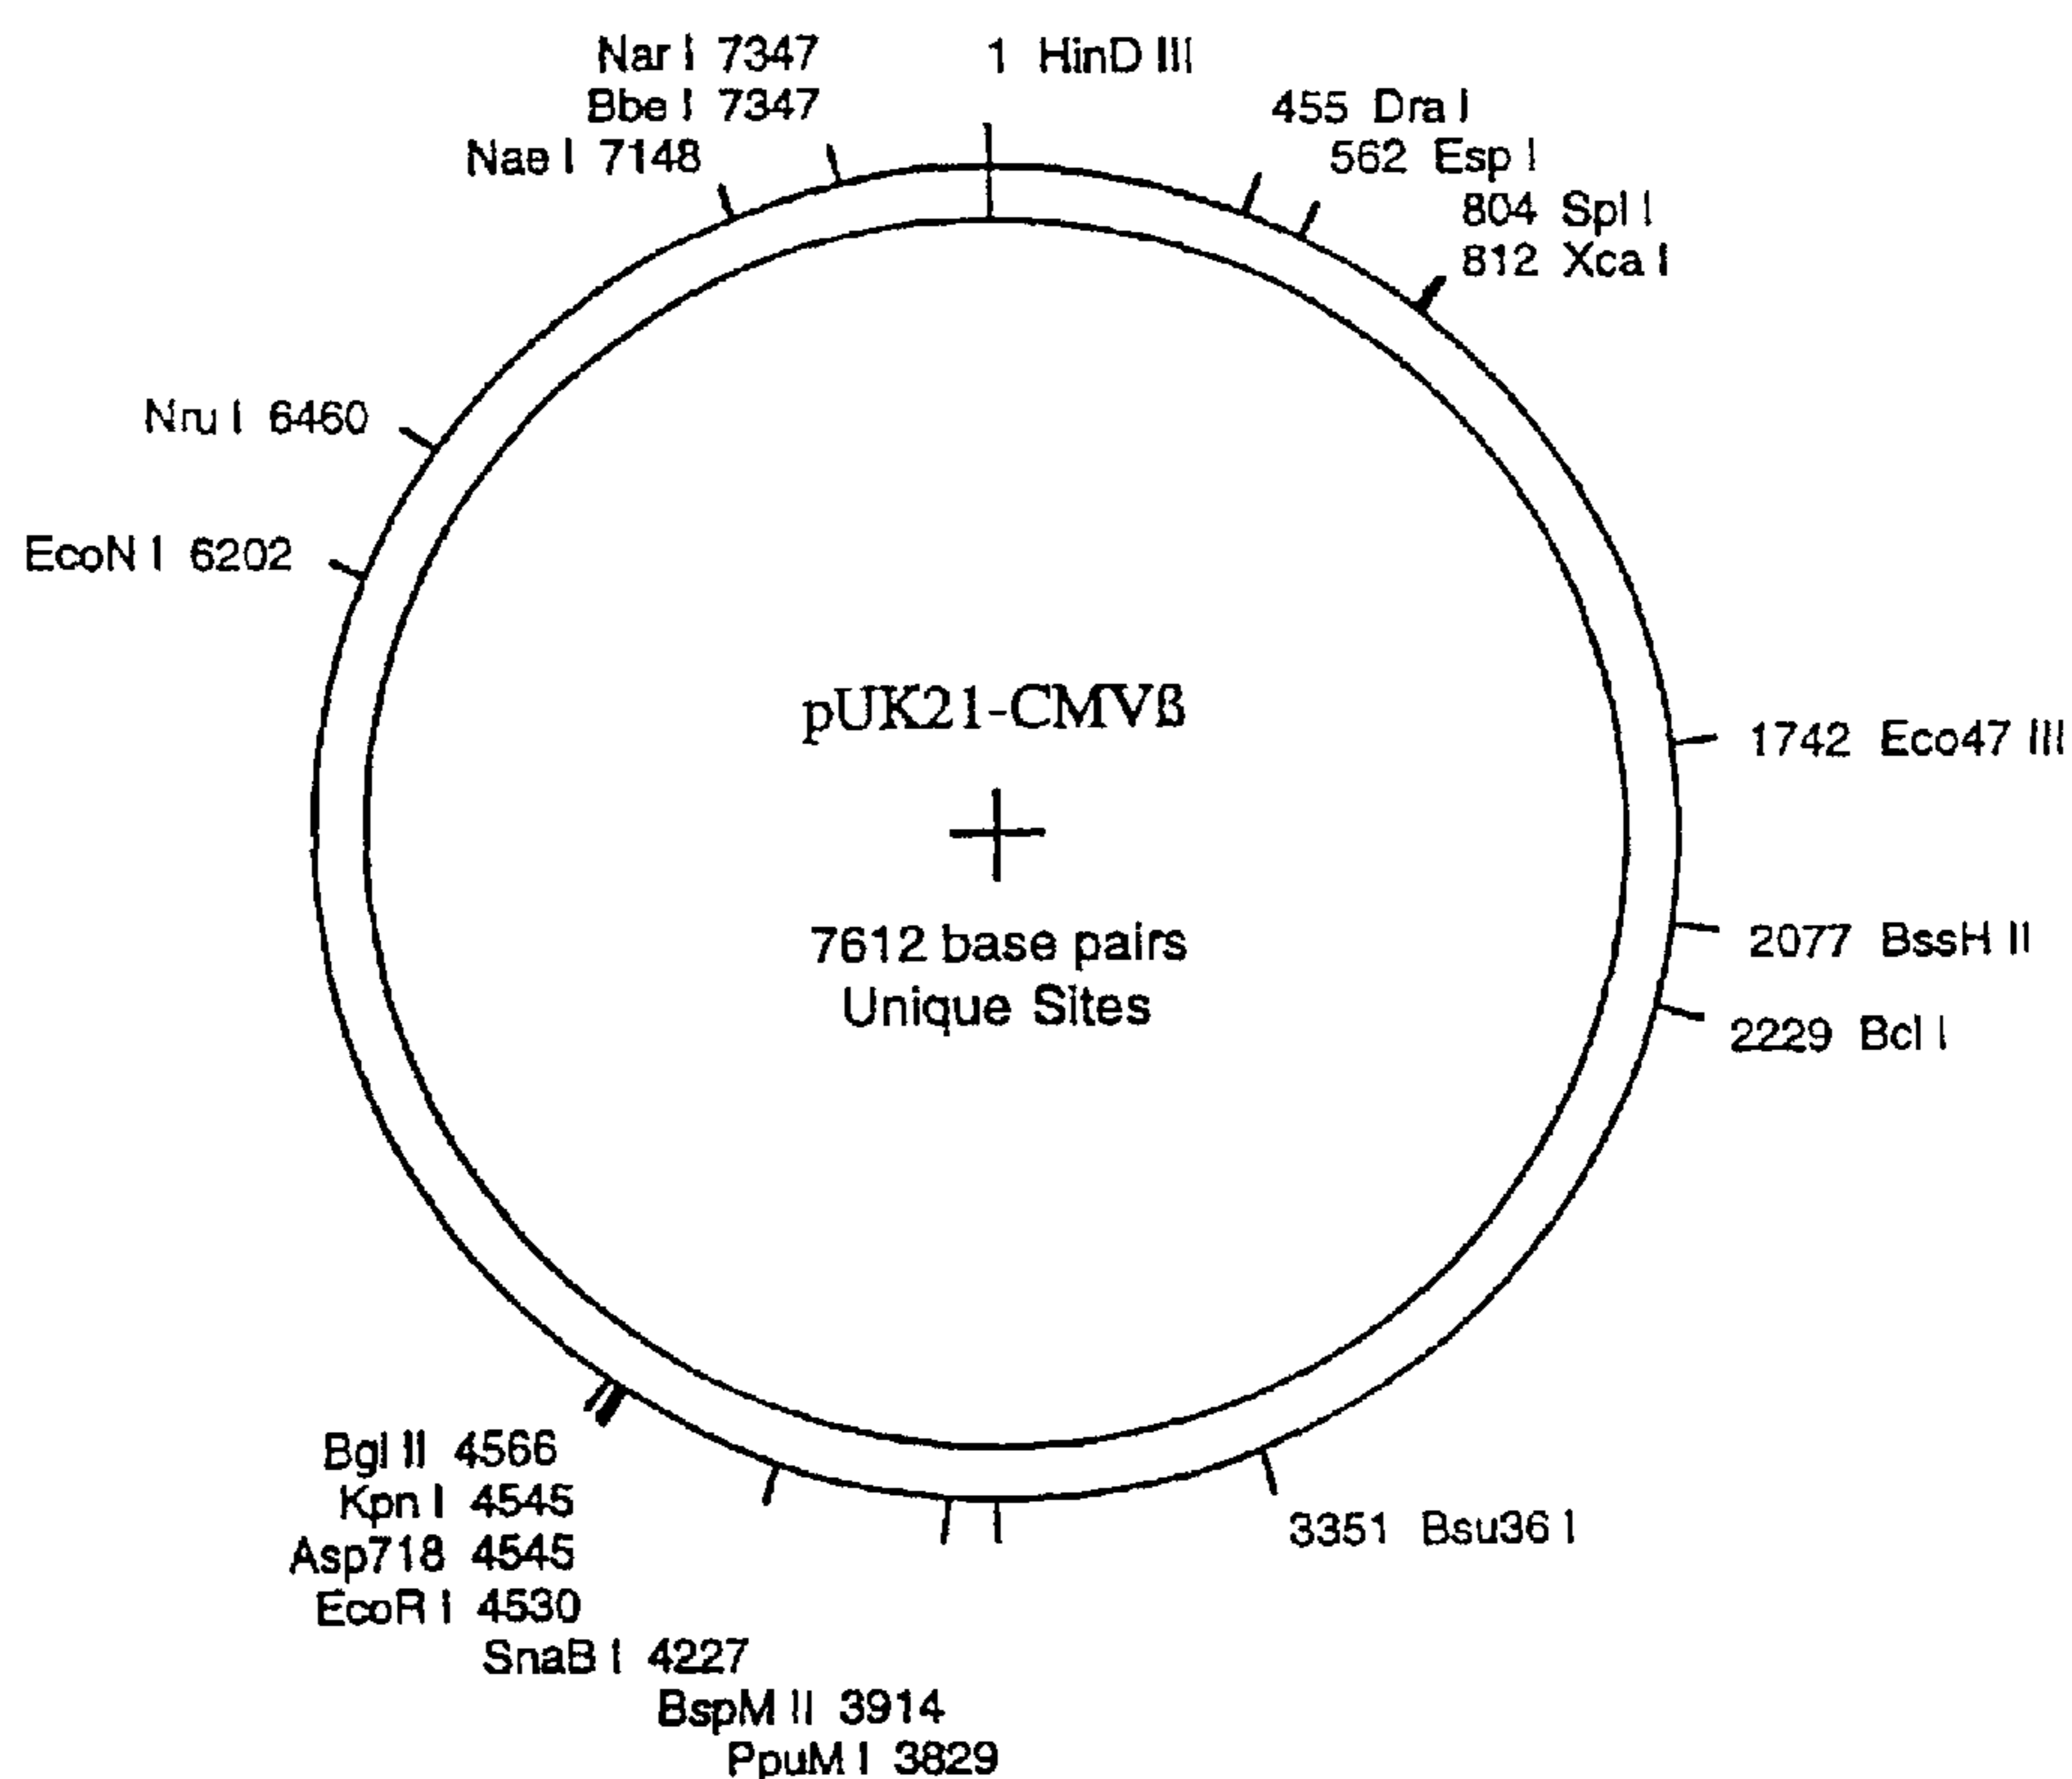 Nar I 7347
Bbe I 7347
Nae I 7148
1 HinD III
455 Dra I
562 Esp I
804 Spl I
812 Xca I
Nru I 6460
EcoN I 6202
pUK21-CMVß
1742 Eco47 III
7612 base pairs
Unique Sites
2077 BssH II
2229 Bcl I
Bgl II 4566
Kpn I 4545
Asp718 4545
EcoR I 4530
SnaB I 4227
BspM II 3914
PpuM I 3829
3351 Bsu36 I